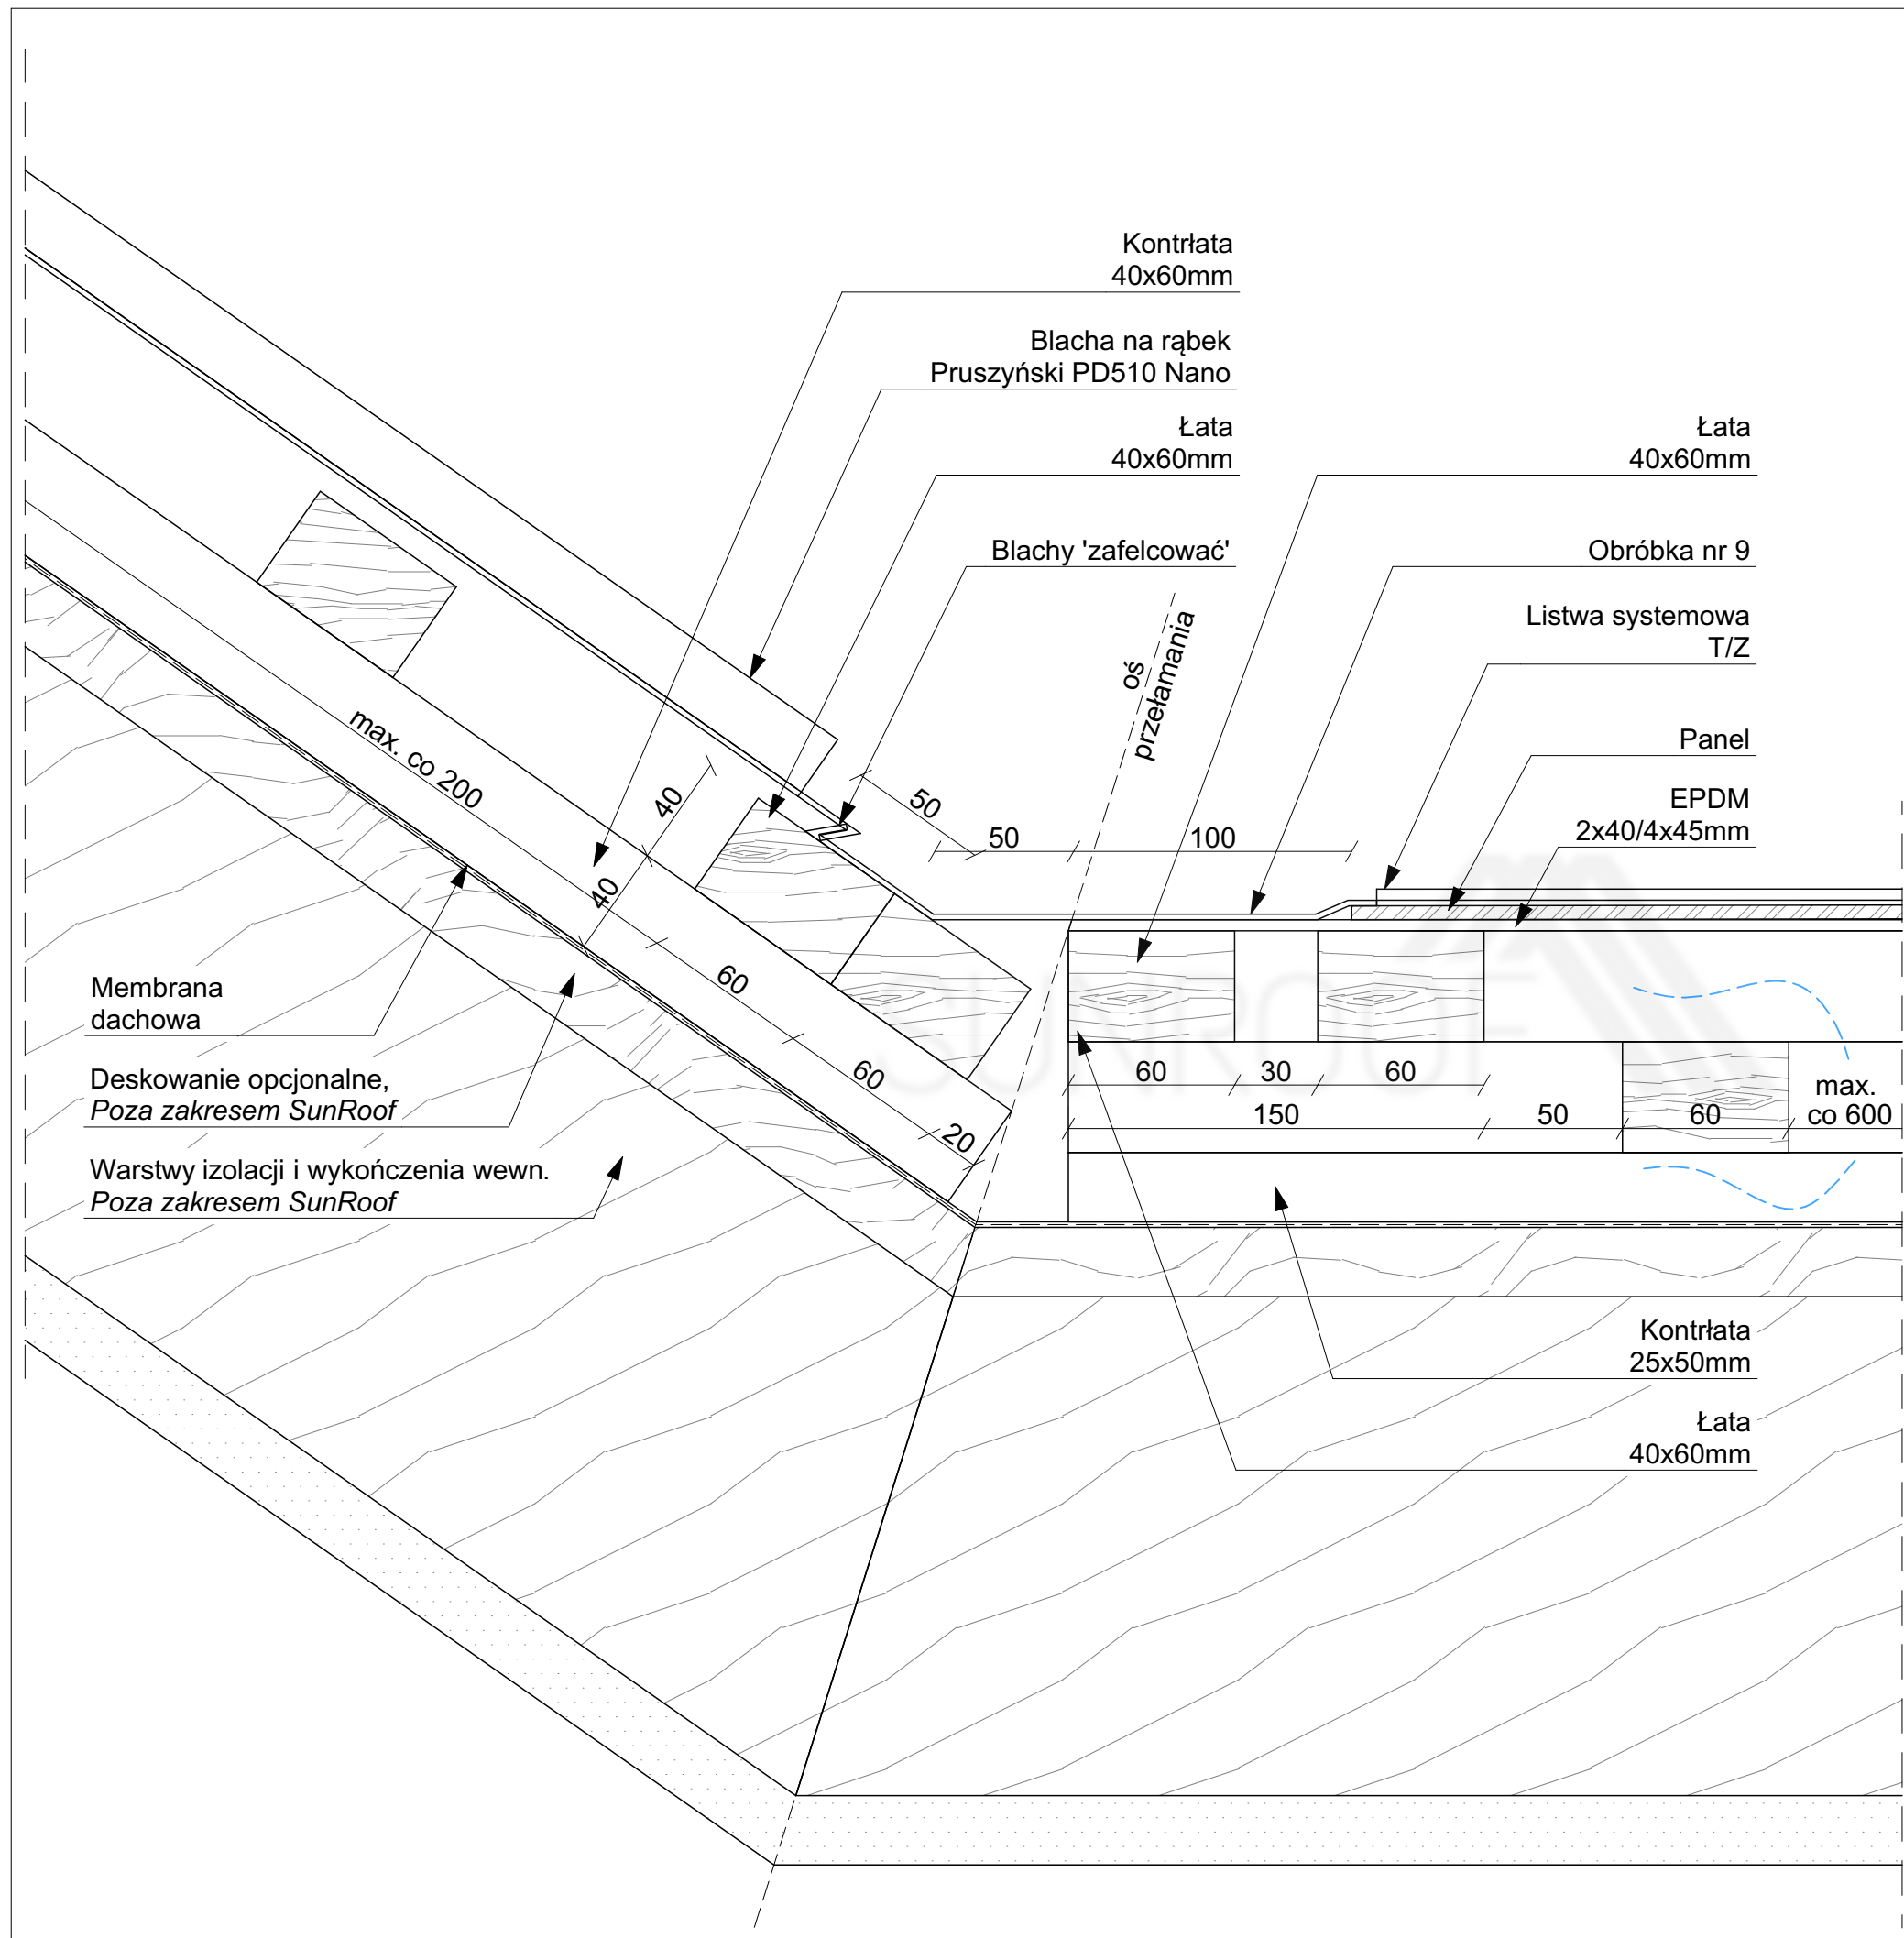 Kontrłata
40x60mm
Blacha na rąbek
Pruszyński PD510 Nano
Łata
40x60mm
Blachy 'zafelcować'
Łata
40x60mm
Obróbka nr 9
Listwa systemowa
T/Z
Panel
EPDM
2x40/4x45mm
oś
przełamania
max. co 200
40
40
50
50
100
60
60
20
60
30
60
150
50
60
max.
co 600
SUNROOF
Membrana
dachowa
Deskowanie opcjonalne,
Poza zakresem SunRoof
Warstwy izolacji i wykończenia wewn.
Poza zakresem SunRoof
Kontrłata
25x50mm
Łata
40x60mm